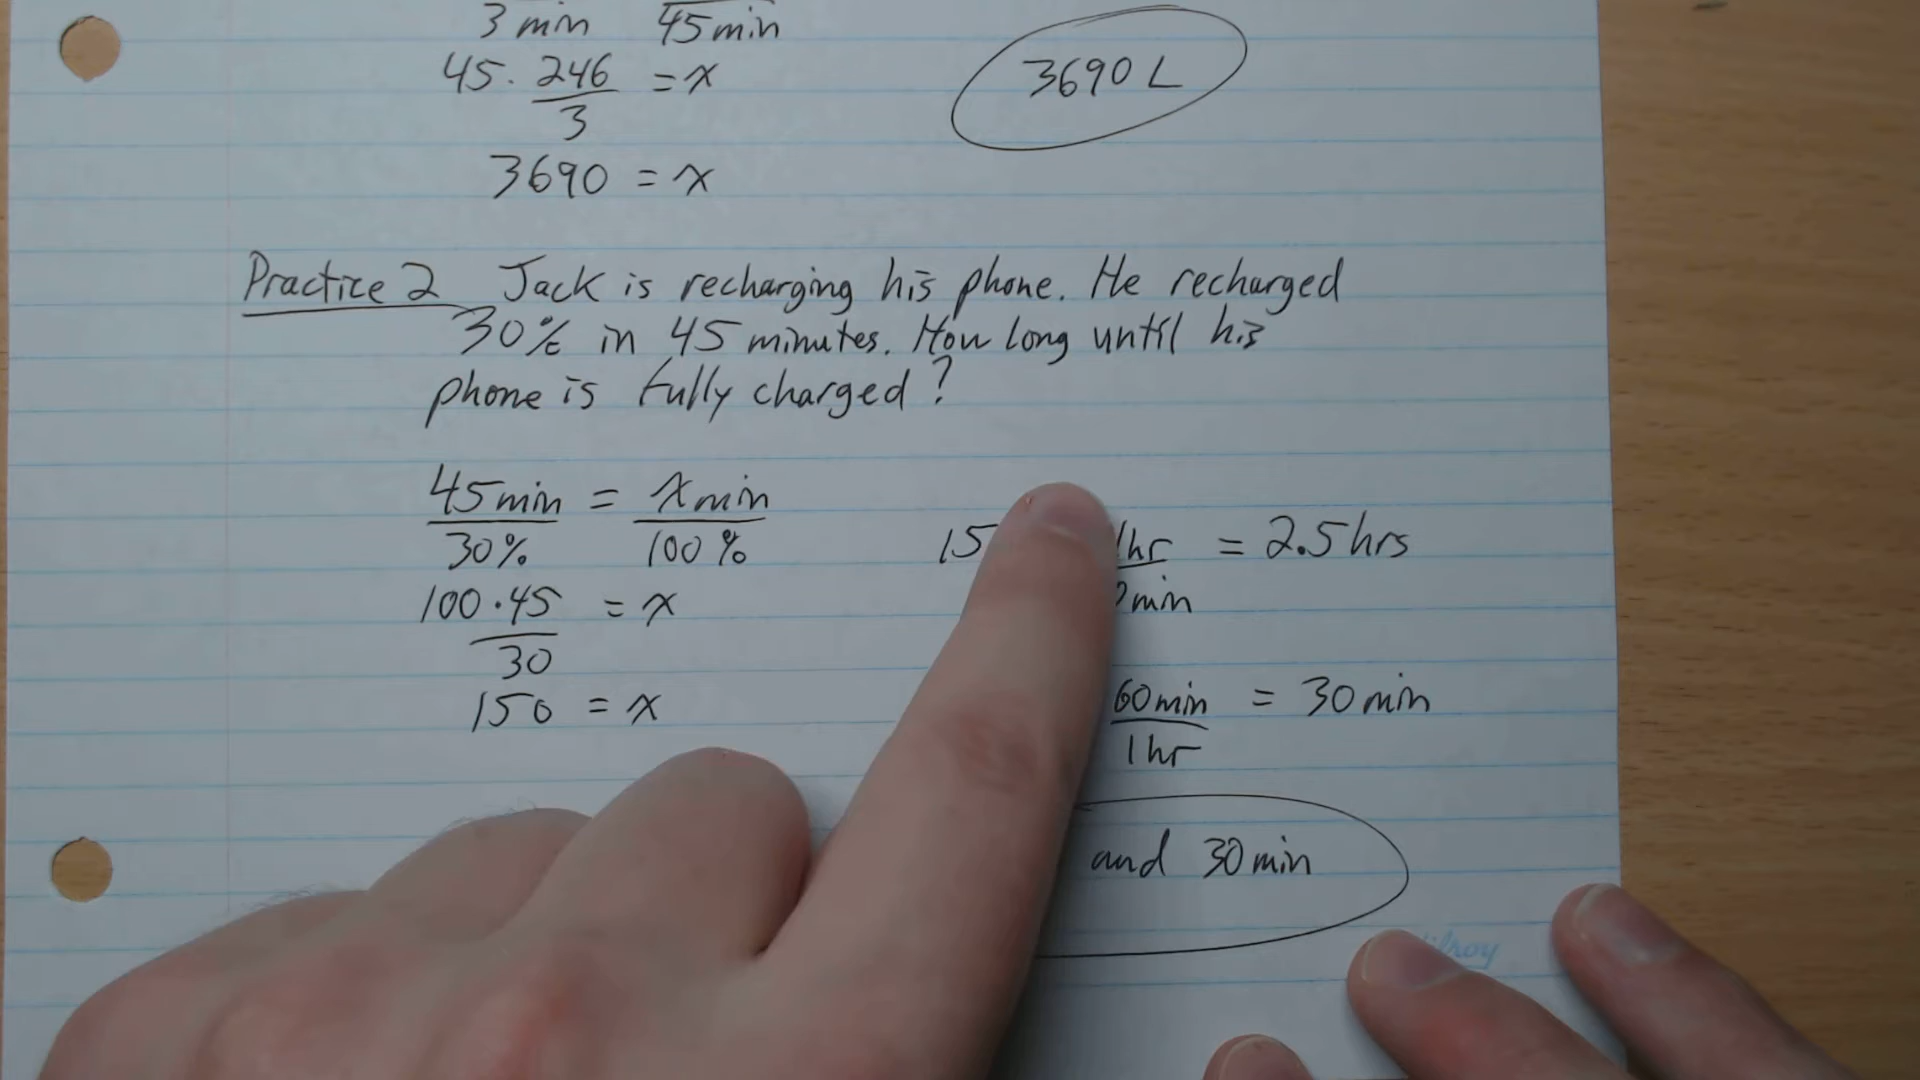 3 min 45 min
45 · 246 = x
3
3690 L
3690 = x
Practice 2 Jack is recharging his phone. He recharged
30% in 45 minutes. How long until his
phone is fully charged?
45 min = x min
30% 100%
100 · 45 = x
30
150 = x
15 1hr = 2.5 hrs
min
60 min = 30 min
1 hr
and 30 min